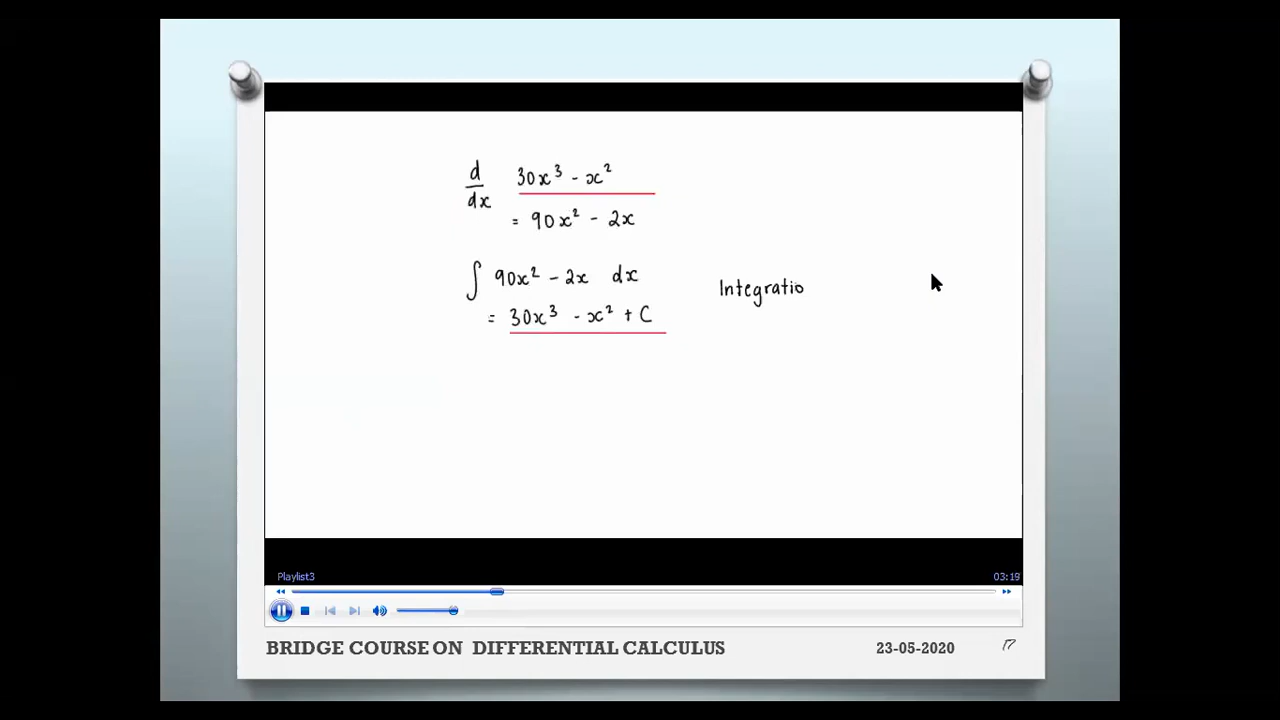 d/dx 30x³ - x²
= 90x² - 2x
∫ 90x² - 2x dx
Integratio
= 30x³ - x² + C
Playlist3
03:19
BRIDGE COURSE ON DIFFERENTIAL CALCULUS
23-05-2020
17